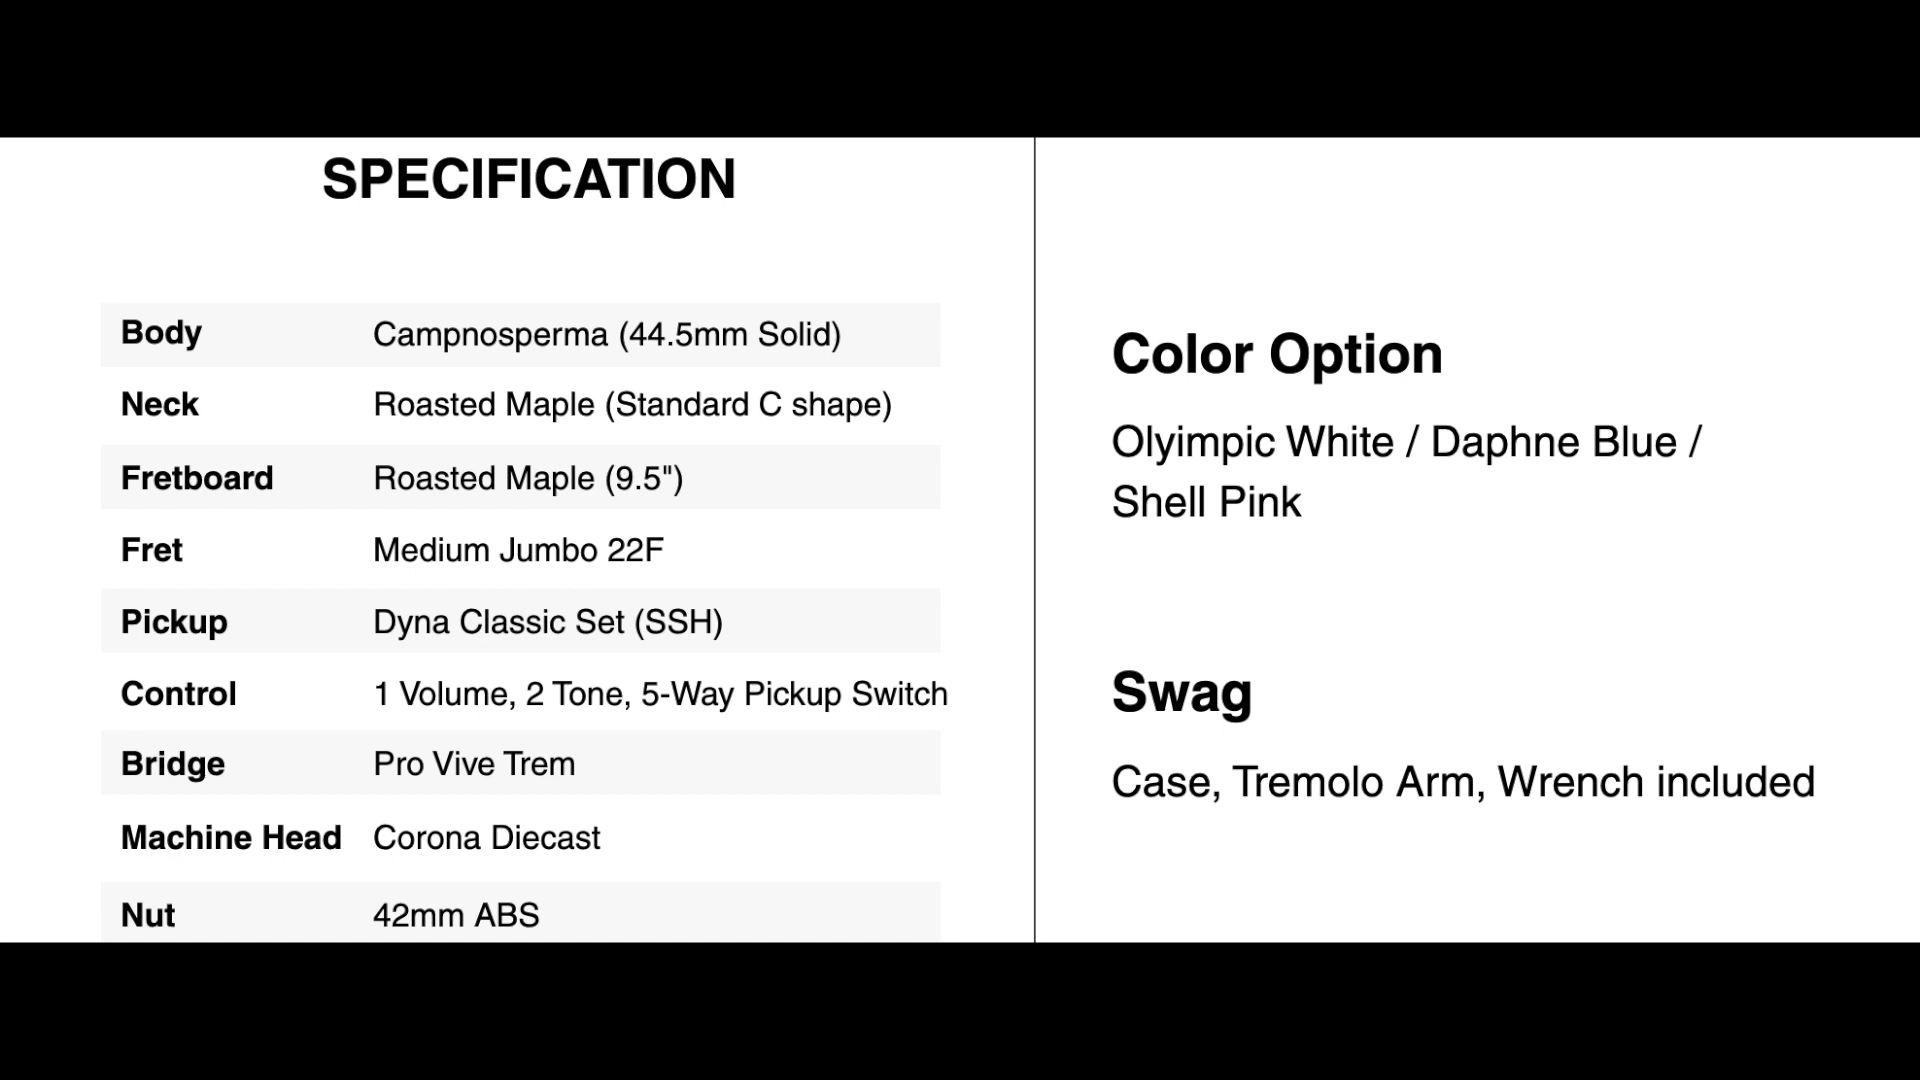 SPECIFICATION
Body Campnosperma (44.5mm Solid)
Neck Roasted Maple (Standard C shape)
Fretboard Roasted Maple (9.5")
Fret Medium Jumbo 22F
Pickup Dyna Classic Set (SSH)
Control 1 Volume, 2 Tone, 5-Way Pickup Switch
Bridge Pro Vive Trem
Machine Head Corona Diecast
Nut 42mm ABS
Color Option
Olyimpic White / Daphne Blue /
Shell Pink
Swag
Case, Tremolo Arm, Wrench included